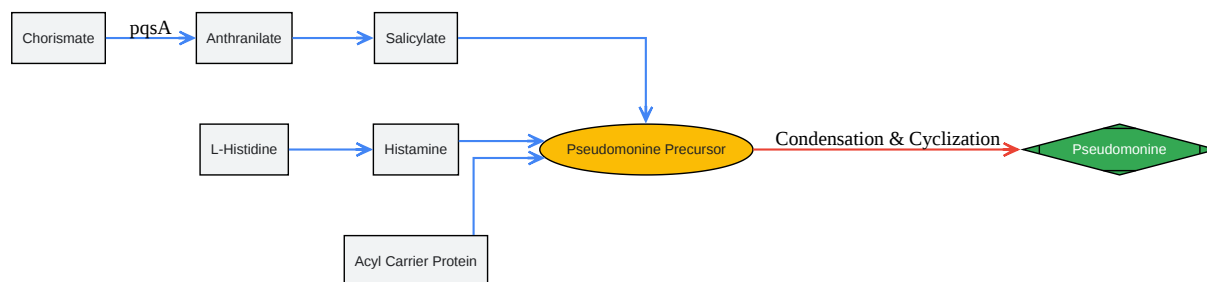 Chorismate
pqsA
Anthranilate
Salicylate
L-Histidine
Histamine
Pseudomonine Precursor
Condensation & Cyclization
Pseudomonine
Acyl Carrier Protein